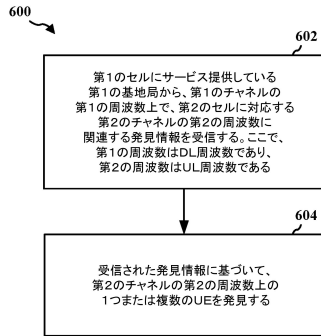 600
602
第1のセルにサービス提供している
第1の基地局から、第1のチャネルの
第1の周波数上で、第2のセルに対応する
第2のチャネルの第2の周波数に
関連する発見情報を受信する。ここで、
第1の周波数はDL周波数であり、
第2の周波数はUL周波数である
604
受信された発見情報に基づいて、
第2のチャネルの第2の周波数上の
1つまたは複数のUEを発見する